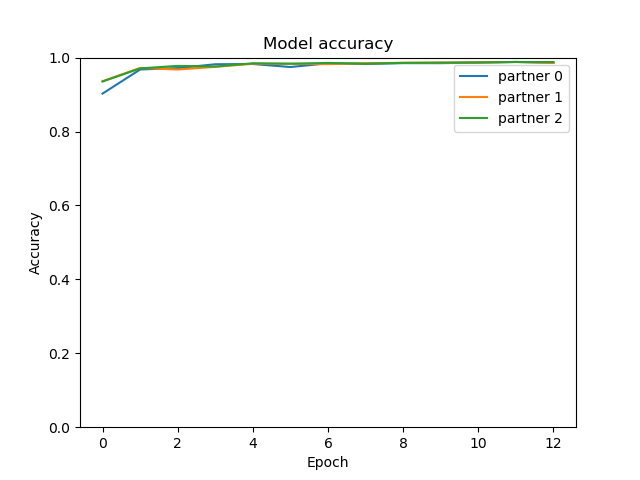 Model accuracy
1.0
0.8
0.6
0.4
0.2
0.0
Accuracy
partner 0
partner 1
partner 2
0 2 4 6 8 10 12
Epoch